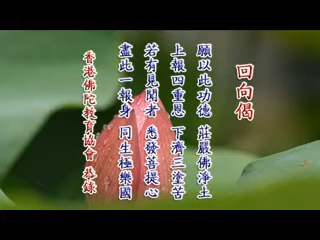 回向偈
願以此功德 莊嚴佛淨土
上報四重恩 下濟三塗苦
若有見聞者 悉發菩提心
盡此一報身 同生極樂國
香港佛陀教育協會 恭錄